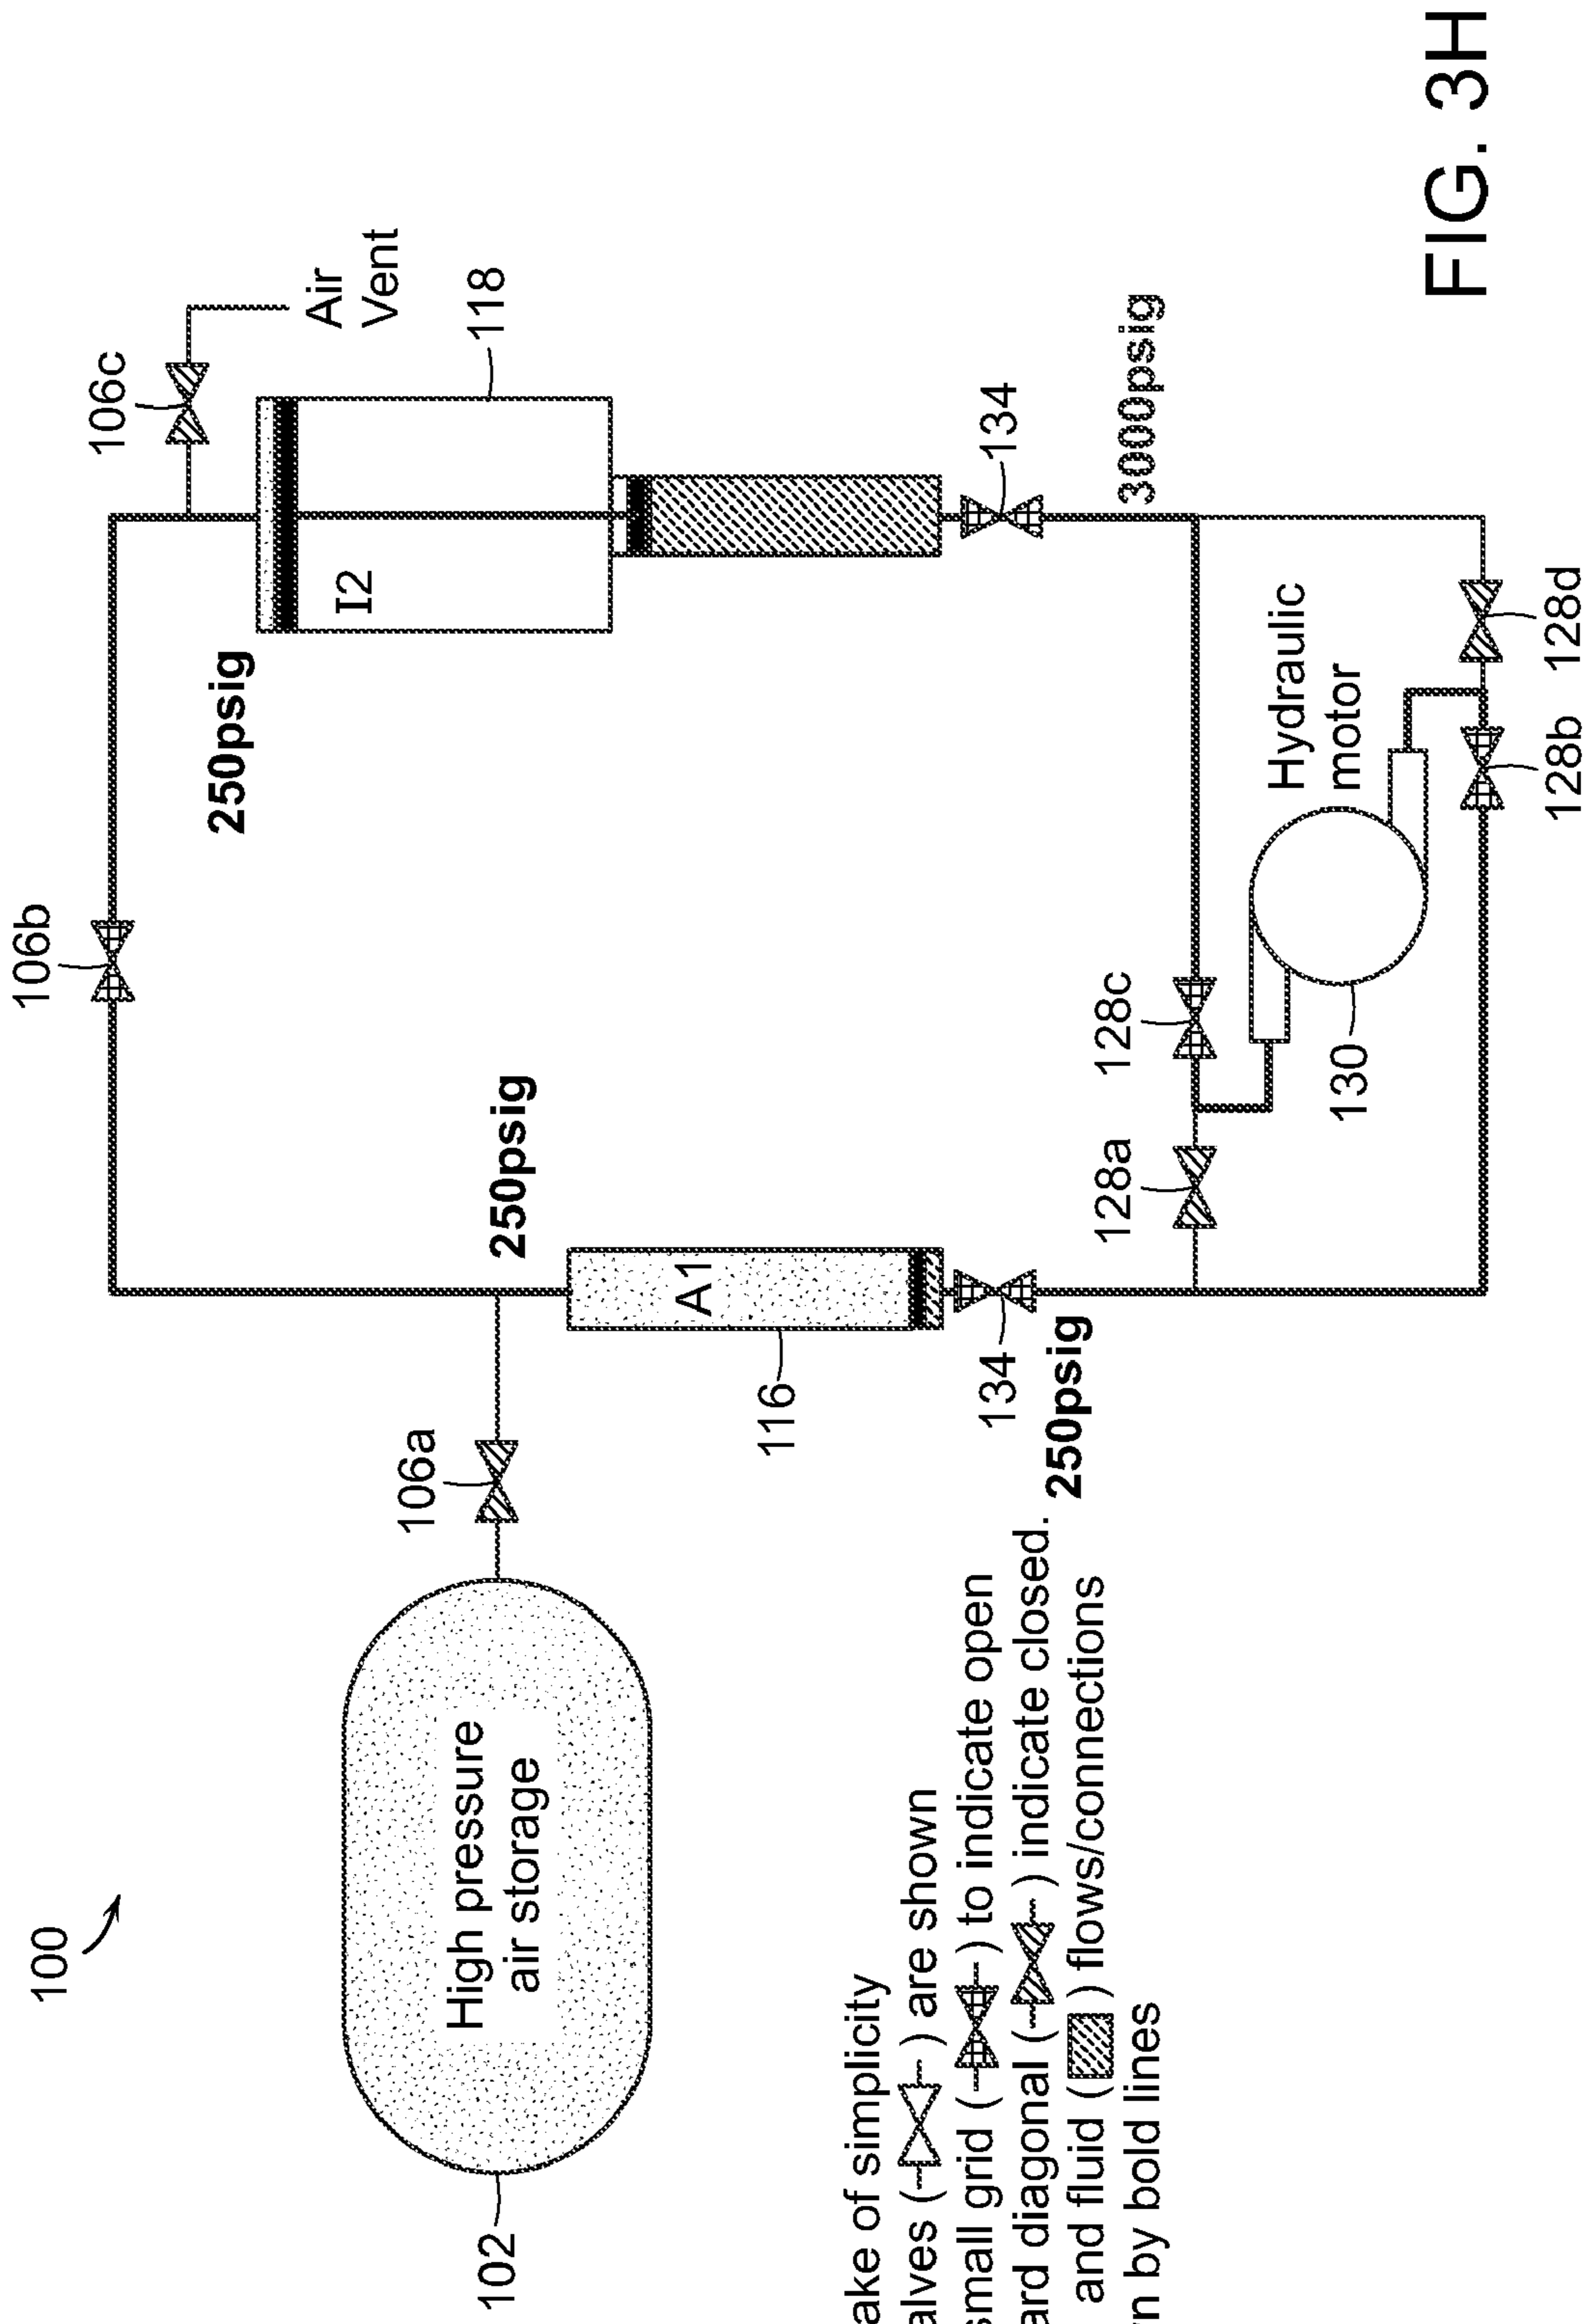 100
102
High pressure
air storage
106a
106b
106c
Air
Vent
118
I2
250psig
250psig
A1
116
134
250psig
134
3000psig
128a
128c
130
Hydraulic
motor
128b
128d
ake of simplicity
alves ( ) are shown
small grid ( ) to indicate open
ard diagonal ( ) indicate closed.
and fluid ( ) flows/connections
n by bold lines
FIG. 3H